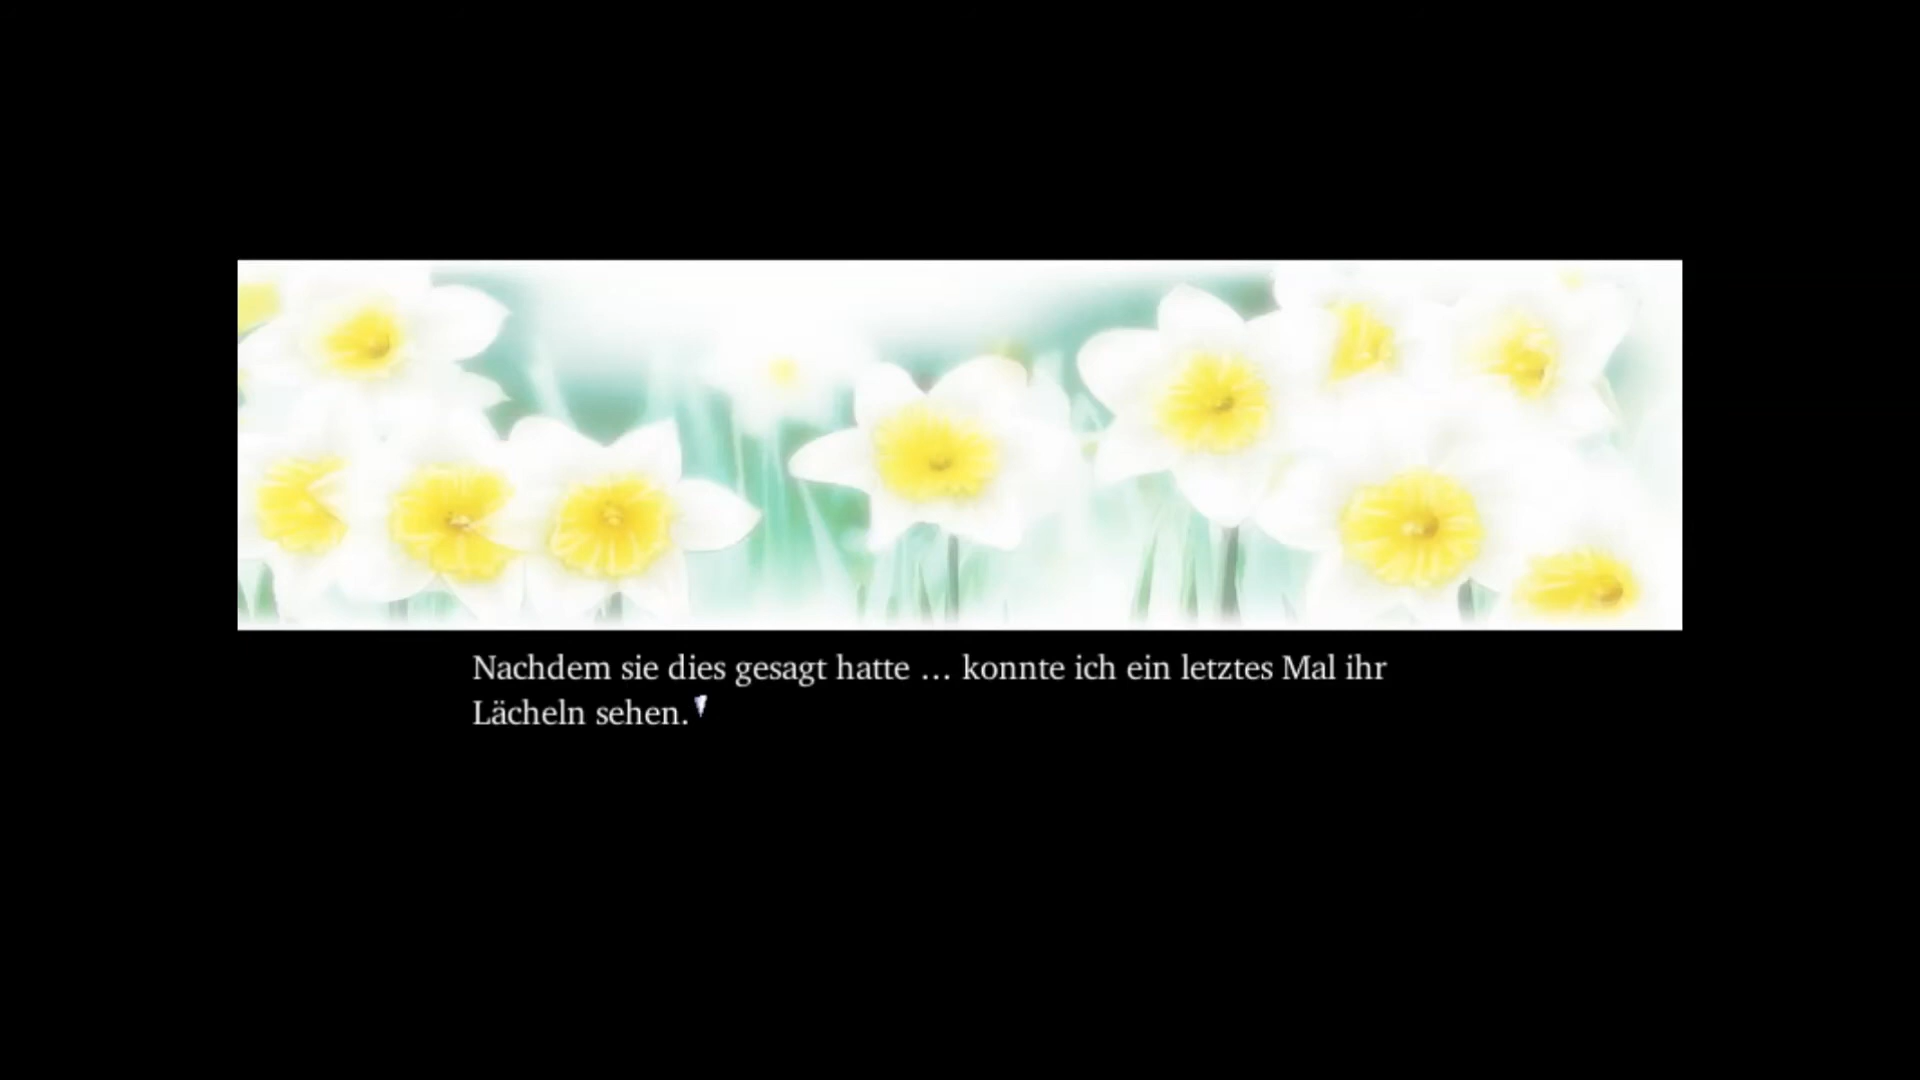 Nachdem sie dies gesagt hatte … konnte ich ein letztes Mal ihr
Lächeln sehen.